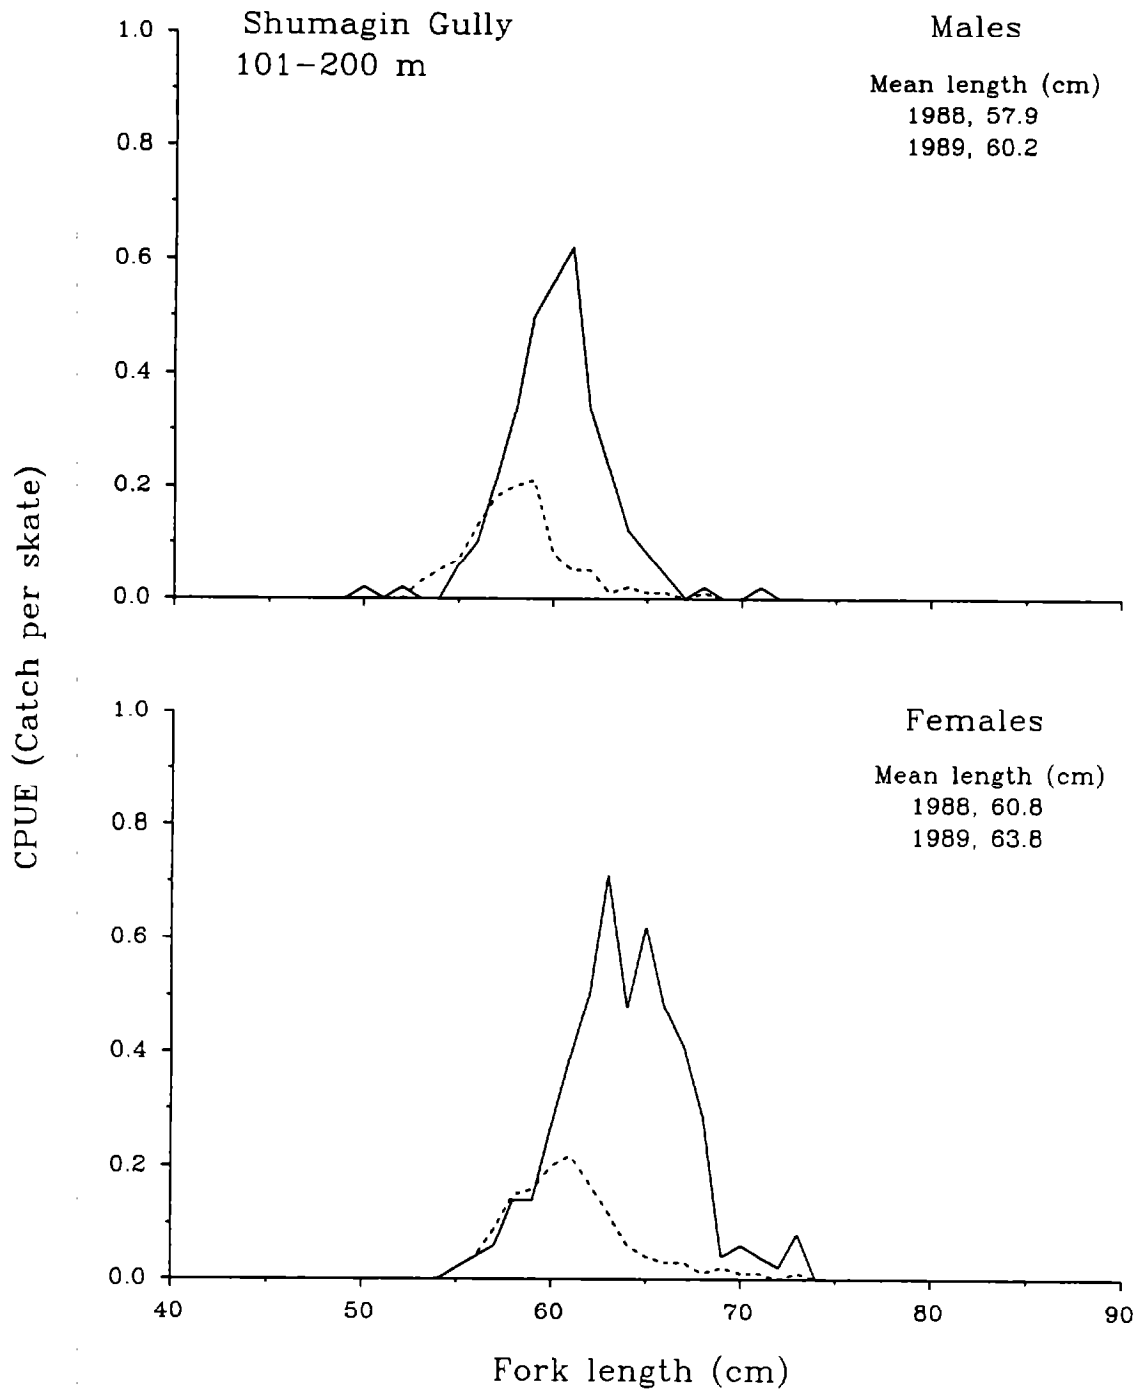 Shumagin Gully
101-200 m
Males
Mean length (cm)
1988, 57.9
1989, 60.2
1.0
0.8
0.6
0.4
0.2
0.0
CPUE (Catch per skate)
Females
Mean length (cm)
1988, 60.8
1989, 63.8
1.0
0.8
0.6
0.4
0.2
0.0
40 50 60 70 80 90
Fork length (cm)